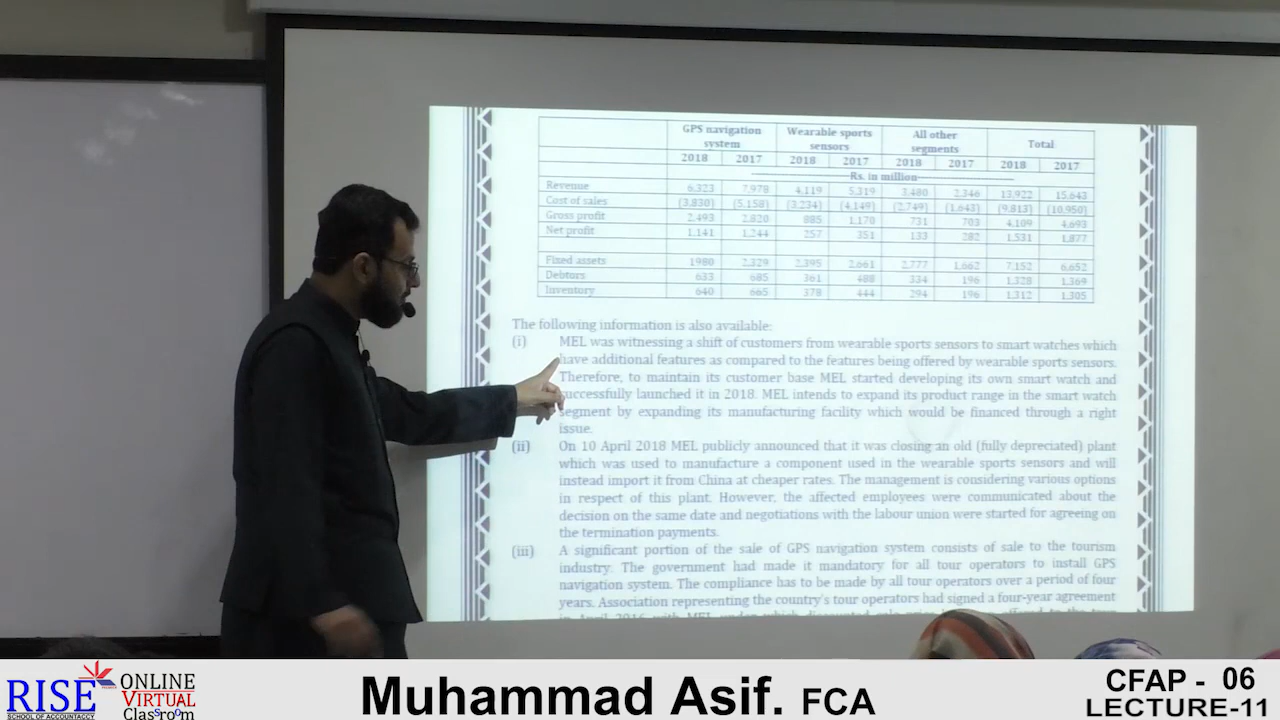 GPS navigation system Wearable sports sensors All other segments Total
2018 2017 2018 2017 2018 2017 2018 2017
Rs. in million
Revenue 6,323 7,978 4,119 5,319 3,480 2,346 13,922 15,643
Cost of sales (3,830) (5,158) (3,234) (4,149) (2,749) (1,643) (9,813) (10,950)
Gross profit 2,493 2,820 885 1,170 731 703 4,109 4,693
Net profit 1,141 1,244 257 351 133 282 1,531 1,877
Fixed assets 1980 2,329 2,395 2,661 2,777 1,662 7,152 6,652
Debtors 633 685 361 488 334 196 1,328 1,369
Inventory 640 665 378 444 294 196 1,312 1,305
The following information is also available:
(i) MEL was witnessing a shift of customers from wearable sports sensors to smart watches which
have additional features as compared to the features being offered by wearable sports sensors.
Therefore, to maintain its customer base MEL started developing its own smart watch and
successfully launched it in 2018. MEL intends to expand its product range in the smart watch
segment by expanding its manufacturing facility which would be financed through a right
issue.
(ii) On 10 April 2018 MEL publicly announced that it was closing an old (fully depreciated) plant
which was used to manufacture a component used in the wearable sports sensors and will
instead import it from China at cheaper rates. The management is considering various options
in respect of this plant. However, the affected employees were communicated about the
decision on the same date and negotiations with the labour union were started for agreeing on
the termination payments.
(iii) A significant portion of the sale of GPS navigation system consists of sale to the tourism
industry. The government had made it mandatory for all tour operators to install GPS
navigation system. The compliance has to be made by all tour operators over a period of four
years. Association representing the country's tour operators had signed a four-year agreement
in April 2016 with MEL under which discounted
RISE
SCHOOL OF ACCOUNTACCY
ONLINE
VIRTUAL
Classroom
Muhammad Asif. FCA
CFAP - 06
LECTURE-11